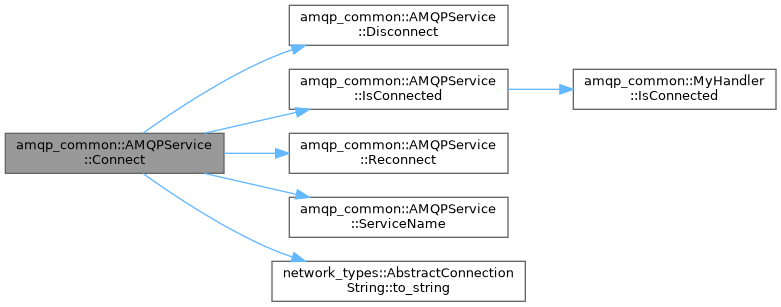 amqp_common::AMQPService
::Connect
amqp_common::AMQPService
::Disconnect
amqp_common::AMQPService
::IsConnected
amqp_common::MyHandler
::IsConnected
amqp_common::AMQPService
::Reconnect
amqp_common::AMQPService
::ServiceName
network_types::AbstractConnection
String::to_string